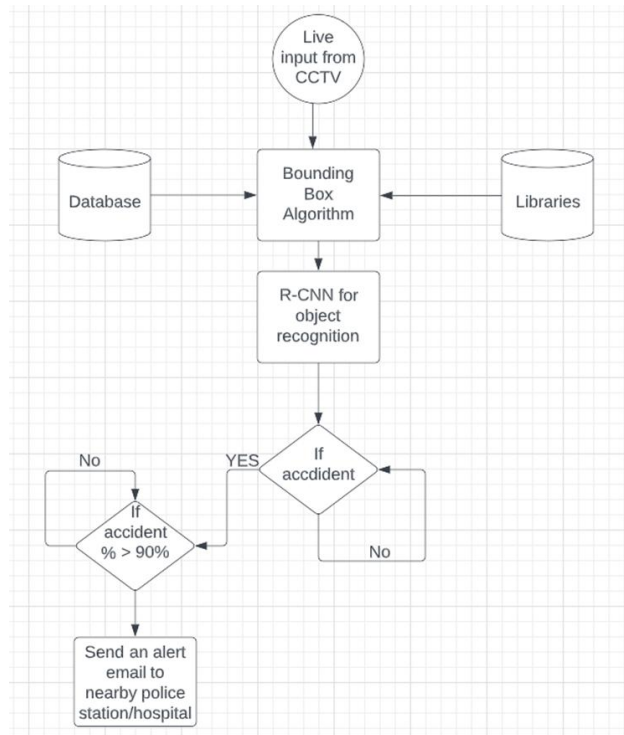 Live
input from
CCTV
Database
Bounding
Box
Algorithm
Libraries
R-CNN for
object
recognition
If
accdident
YES
No
No
If
accident
% > 90%
Send an alert
email to
nearby police
station/hospital